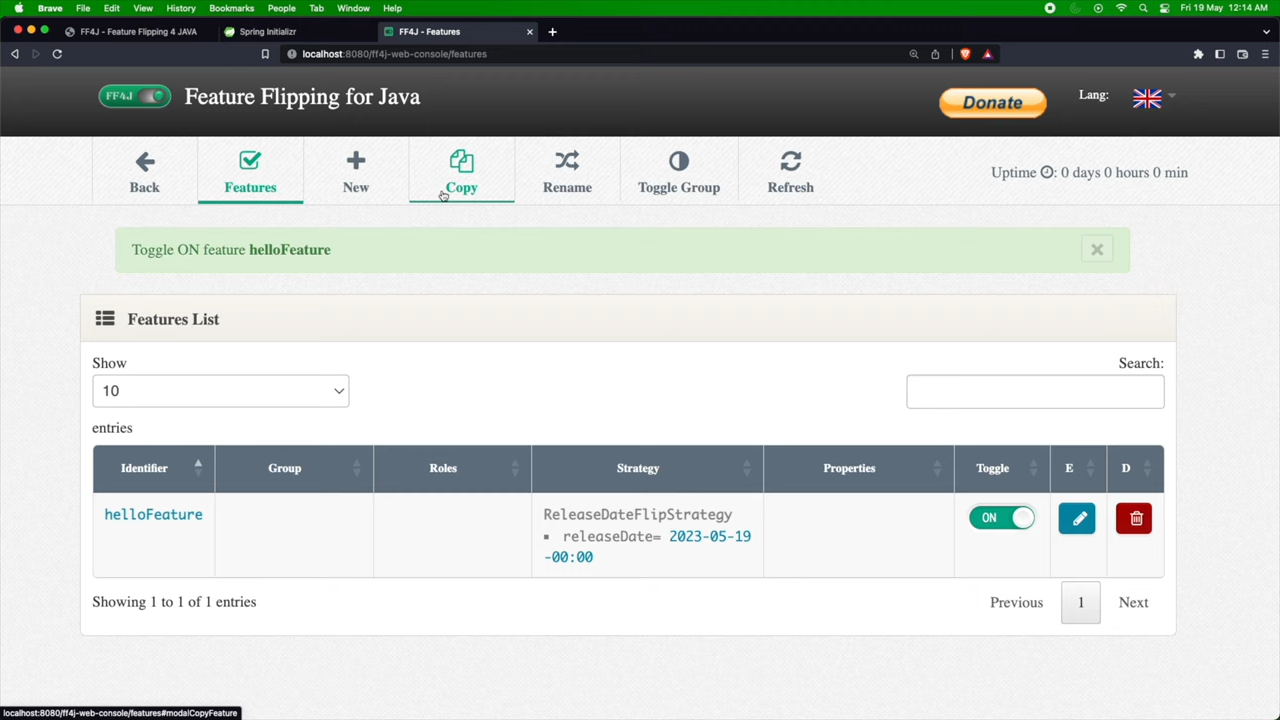 Brave File Edit View History Bookmarks People Tab Window Help Fri 19 May 12:14 AM
FF4J - Feature Flipping 4 JAVA Spring Initializr FF4J - Features
localhost:8080/ff4j-web-console/features
FF4J Feature Flipping for Java Donate Lang:
Back Features New Copy Rename Toggle Group Refresh Uptime : 0 days 0 hours 0 min
Toggle ON feature helloFeature
Features List
Show Search:
10
entries
Identifier Group Roles Strategy Properties Toggle E D
helloFeature ReleaseDateFlipStrategy ON
releaseDate= 2023-05-19
-00:00
Showing 1 to 1 of 1 entries Previous 1 Next
localhost:8080/ff4j-web-console/features#modalCopyFeature